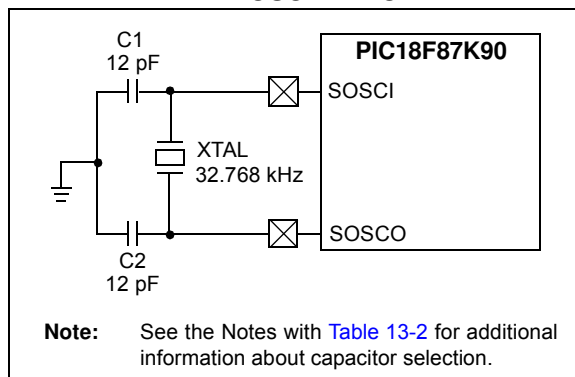 C1
12 pF
PIC18F87K90
SOSCI
XTAL
32.768 kHz
SOSCO
C2
12 pF
Note: See the Notes with Table 13-2 for additional
information about capacitor selection.